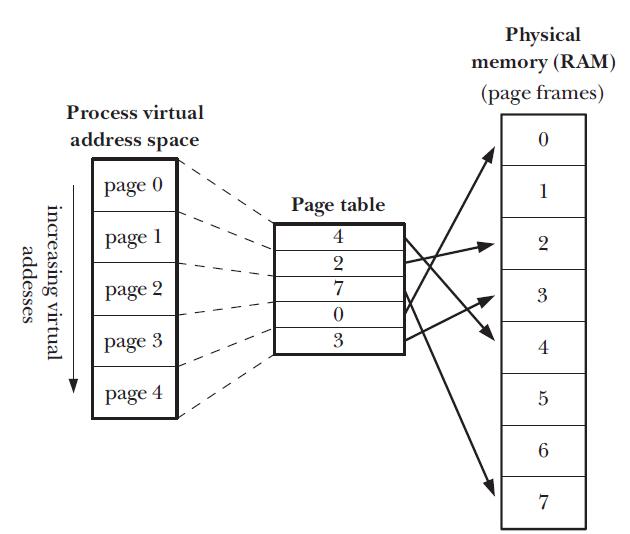 Physical
memory (RAM)
(page frames)
Process virtual
address space
page 0
page 1
page 2
page 3
page 4
increasing virtual
addesses
Page table
4
2
7
0
3
0
1
2
3
4
5
6
7